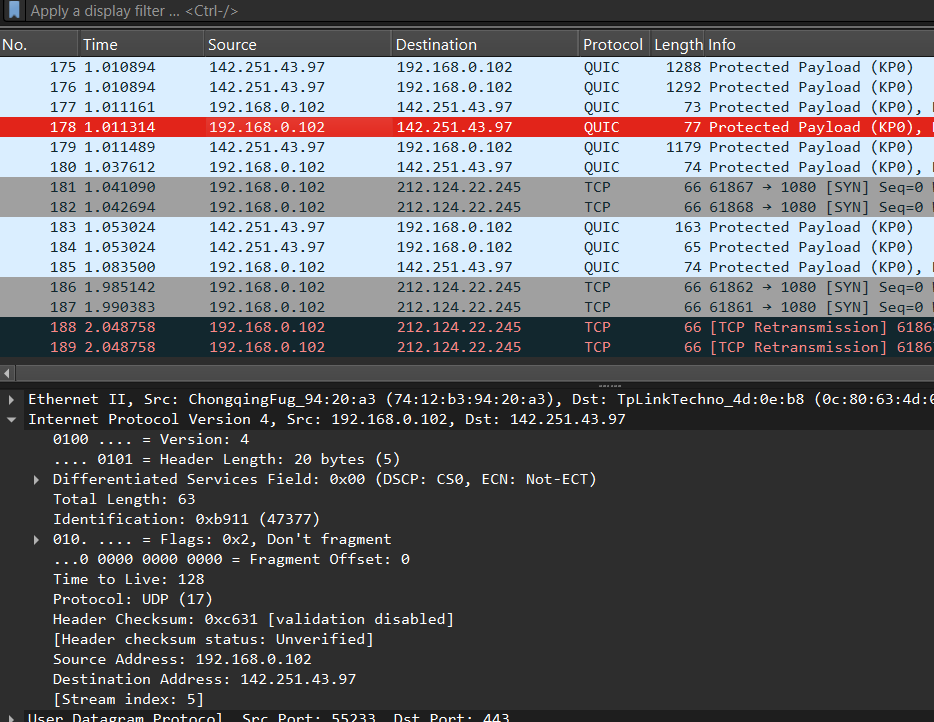 Apply a display filter ... <Ctrl-/>
No. Time Source Destination Protocol Length Info
175 1.010894 142.251.43.97 192.168.0.102 QUIC 1288 Protected Payload (KP0)
176 1.010894 142.251.43.97 192.168.0.102 QUIC 1292 Protected Payload (KP0)
177 1.011161 192.168.0.102 142.251.43.97 QUIC 73 Protected Payload (KP0),
178 1.011314 192.168.0.102 142.251.43.97 QUIC 77 Protected Payload (KP0),
179 1.011489 142.251.43.97 192.168.0.102 QUIC 1179 Protected Payload (KP0)
180 1.037612 192.168.0.102 142.251.43.97 QUIC 74 Protected Payload (KP0),
181 1.041090 192.168.0.102 212.124.22.245 TCP 66 61867 → 1080 [SYN] Seq=0
182 1.042694 192.168.0.102 212.124.22.245 TCP 66 61868 → 1080 [SYN] Seq=0
183 1.053024 142.251.43.97 192.168.0.102 QUIC 163 Protected Payload (KP0)
184 1.053024 142.251.43.97 192.168.0.102 QUIC 65 Protected Payload (KP0)
185 1.083500 192.168.0.102 142.251.43.97 QUIC 74 Protected Payload (KP0),
186 1.985142 192.168.0.102 212.124.22.245 TCP 66 61862 → 1080 [SYN] Seq=0
187 1.990383 192.168.0.102 212.124.22.245 TCP 66 61861 → 1080 [SYN] Seq=0
188 2.048758 192.168.0.102 212.124.22.245 TCP 66 [TCP Retransmission] 6186
189 2.048758 192.168.0.102 212.124.22.245 TCP 66 [TCP Retransmission] 6186
Ethernet II, Src: ChongqingFug_94:20:a3 (74:12:b3:94:20:a3), Dst: TpLinkTechno_4d:0e:b8 (0c:80:63:4d:0
Internet Protocol Version 4, Src: 192.168.0.102, Dst: 142.251.43.97
0100 .... = Version: 4
.... 0101 = Header Length: 20 bytes (5)
Differentiated Services Field: 0x00 (DSCP: CS0, ECN: Not-ECT)
Total Length: 63
Identification: 0xb911 (47377)
010. .... = Flags: 0x2, Don't fragment
...0 0000 0000 0000 = Fragment Offset: 0
Time to Live: 128
Protocol: UDP (17)
Header Checksum: 0xc631 [validation disabled]
[Header checksum status: Unverified]
Source Address: 192.168.0.102
Destination Address: 142.251.43.97
[Stream index: 5]
User Datagram Protocol, Src Port: 55233, Dst Port: 443